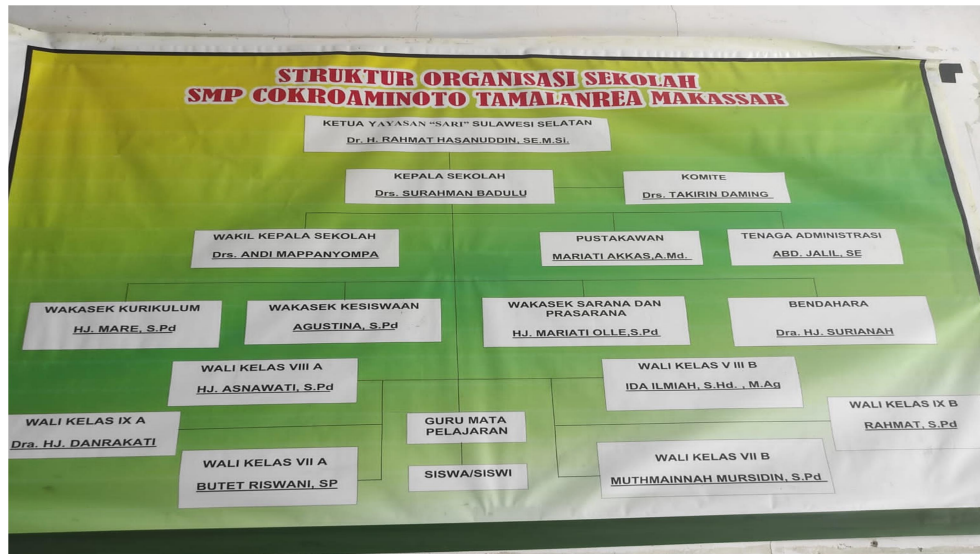 STRUKTUR ORGANISASI SEKOLAH
SMP COKROAMINOTO TAMALANREA MAKASSAR
KETUA YAYASAN “SARI” SULAWESI SELATAN
Dr. H. RAHMAT HASANUDDIN, SE.M.Si.
KEPALA SEKOLAH
Drs. SURAHMAN BADULU
KOMITE
Drs. TAKIRIN DAMING
WAKIL KEPALA SEKOLAH
Drs. ANDI MAPPANYOMPA
PUSTAKAWAN
MARIATI AKKAS,A.Md.
TENAGA ADMINISTRASI
ABD. JALIL, SE
WAKASEK KURIKULUM
HJ. MARE, S.Pd
WAKASEK KESISWAAN
AGUSTINA, S.Pd
WAKASEK SARANA DAN
PRASARANA
HJ. MARIATI OLLE,S.Pd
BENDAHARA
Dra. HJ. SURIANAH
WALI KELAS VIII A
HJ. ASNAWATI, S.Pd
WALI KELAS V III B
IDA ILMIAH, S.Hd. , M.Ag
WALI KELAS IX A
Dra. HJ. DANRAKATI
GURU MATA
PELAJARAN
WALI KELAS IX B
RAHMAT, S.Pd
WALI KELAS VII A
BUTET RISWANI, SP
SISWA/SISWI
WALI KELAS VII B
MUTHMAINNAH MURSIDIN, S.Pd